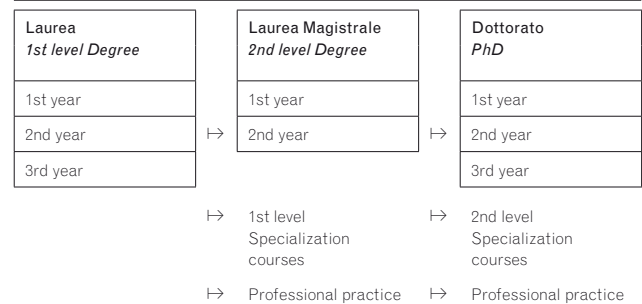 Laurea
1st level Degree
1st year
2nd year
3rd year
↦
Laurea Magistrale
2nd level Degree
1st year
2nd year
↦
Dottorato
PhD
1st year
2nd year
3rd year
↦ 1st level
Specialization
courses
↦ 2nd level
Specialization
courses
↦ Professional practice
↦ Professional practice